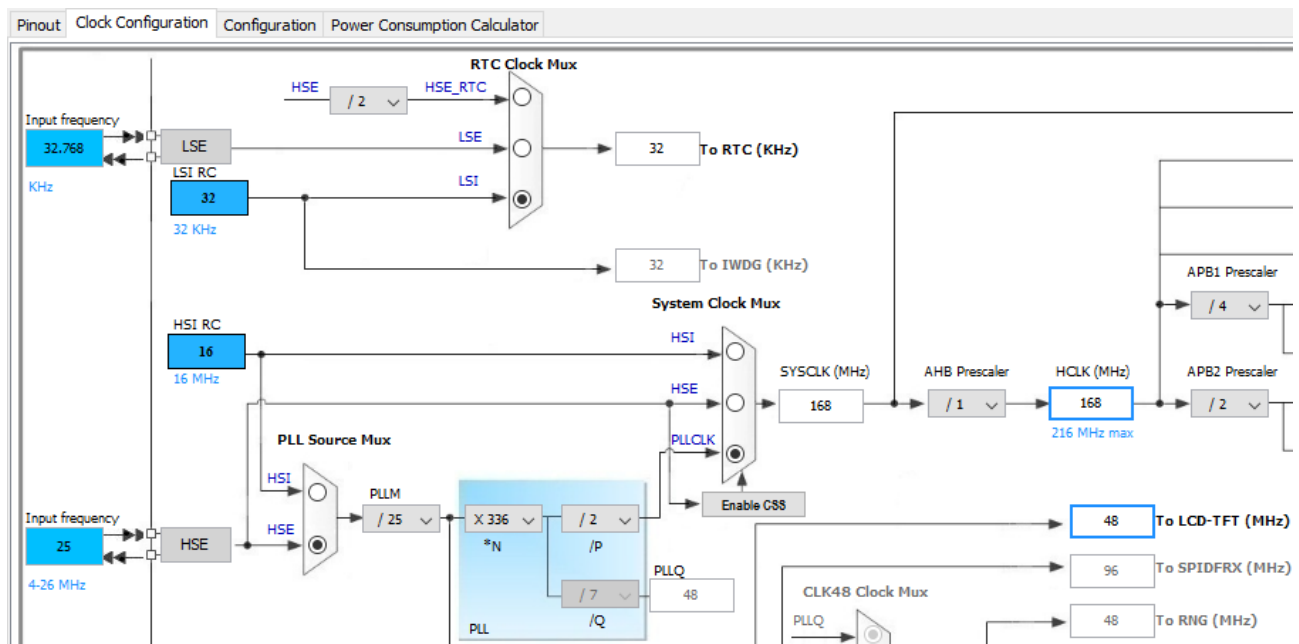 Pinout
Clock Configuration
Configuration
Power Consumption Calculator
RTC Clock Mux
HSE
/ 2
HSE_RTC
Input frequency
32.768
KHz
LSE
LSE
32
To RTC (KHz)
LSI RC
32
32 KHz
LSI
32
To IWDG (KHz)
System Clock Mux
HSI RC
16
16 MHz
HSI
HSE
PLLCLK
SYSCLK (MHz)
168
AHB Prescaler
/ 1
HCLK (MHz)
168
216 MHz max
APB1 Prescaler
/ 4
APB2 Prescaler
/ 2
Enable CSS
PLL Source Mux
HSI
HSE
Input frequency
25
4-26 MHz
HSE
PLLM
/ 25
X 336
*N
/ 2
/P
/ 7
/Q
PLL
PLLQ
48
48
To LCD-TFT (MHz)
96
To SPIDFRX (MHz)
CLK48 Clock Mux
PLLQ
48
To RNG (MHz)